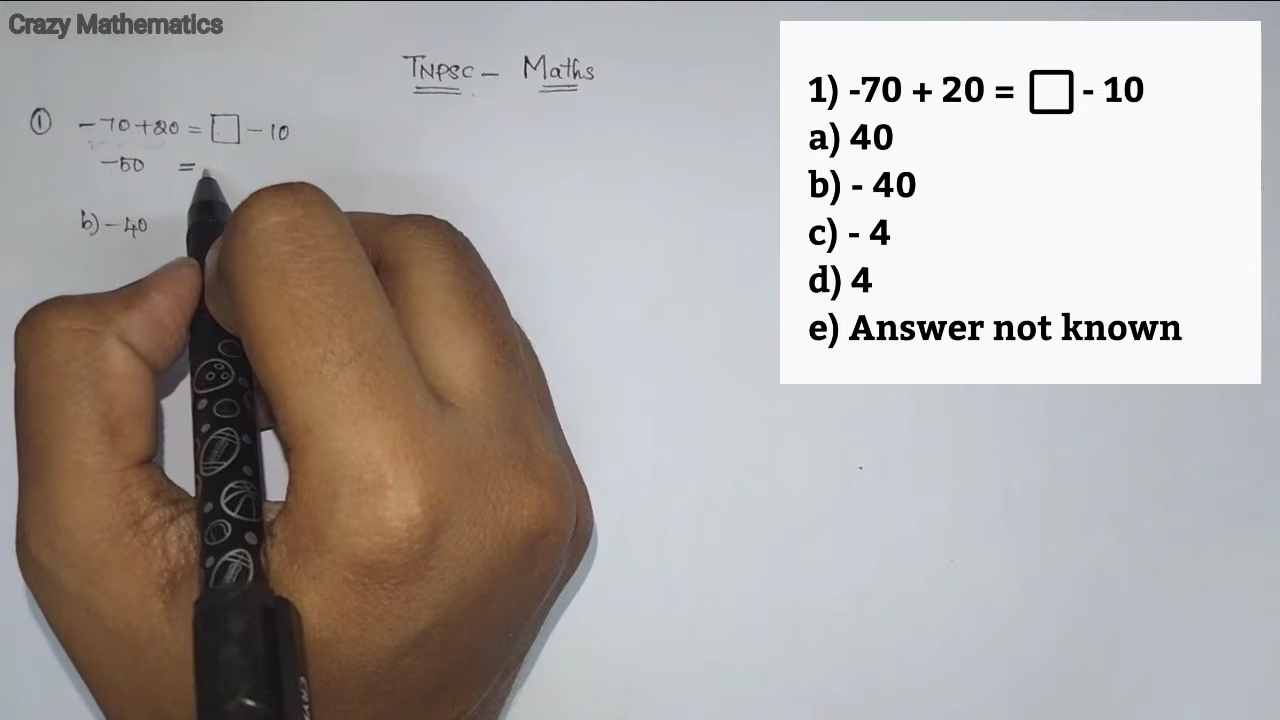 Crazy Mathematics
TNPSC - Maths
① -70+20 = □ -10
-50 =
b) -40
1) -70 + 20 = □ - 10
a) 40
b) - 40
c) - 4
d) 4
e) Answer not known